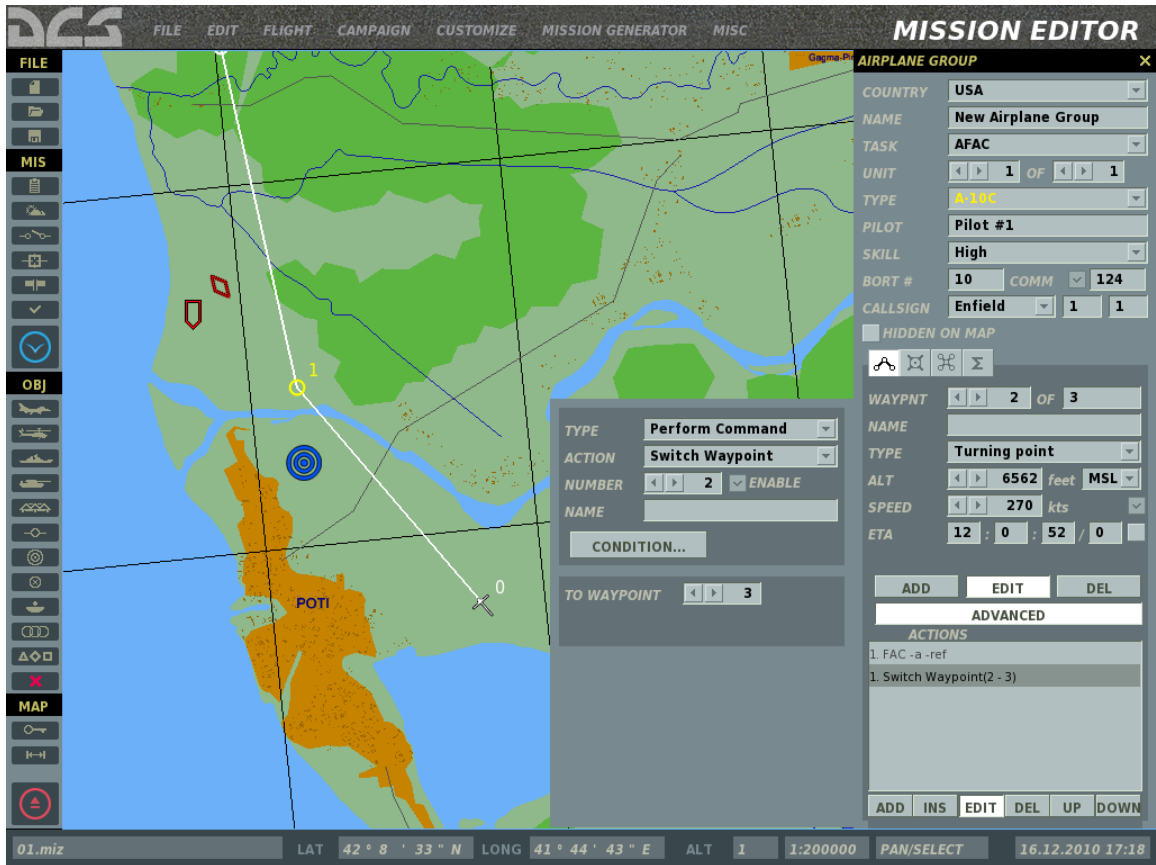 DCS
FILE EDIT FLIGHT CAMPAIGN CUSTOMIZE MISSION GENERATOR MISC
MISSION EDITOR
FILE
MIS
OBJ
MAP
1
0
POTI
TYPE Perform Command
ACTION Switch Waypoint
NUMBER 2 ENABLE
NAME
CONDITION...
TO WAYPOINT 3
AIRPLANE GROUP X
COUNTRY USA
NAME New Airplane Group
TASK AFAC
UNIT 1 OF 1
TYPE A-10C
PILOT Pilot #1
SKILL High
BORT # 10 COMM 124
CALLSIGN Enfield 1 1
HIDDEN ON MAP
Σ
WAYPNT 2 OF 3
NAME
TYPE Turning point
ALT 6562 feet MSL
SPEED 270 kts
ETA 12 : 0 : 52 / 0
ADD EDIT DEL
ADVANCED
ACTIONS
1. FAC -a -ref
1. Switch Waypoint(2 - 3)
ADD INS EDIT DEL UP DOWN
01.miz LAT 42 ° 8 ' 33 " N LONG 41 ° 44 ' 43 " E ALT 1 1:200000 PAN/SELECT 16.12.2010 17:18